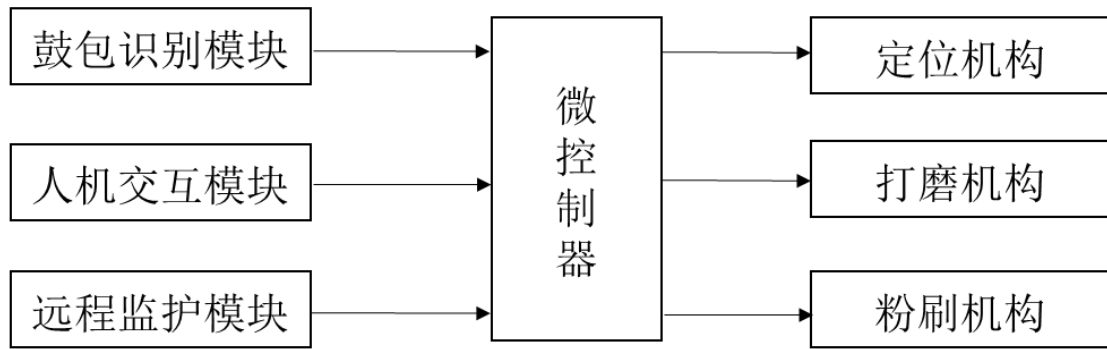 鼓包识别模块
人机交互模块
远程监护模块
微控制器
定位机构
打磨机构
粉刷机构